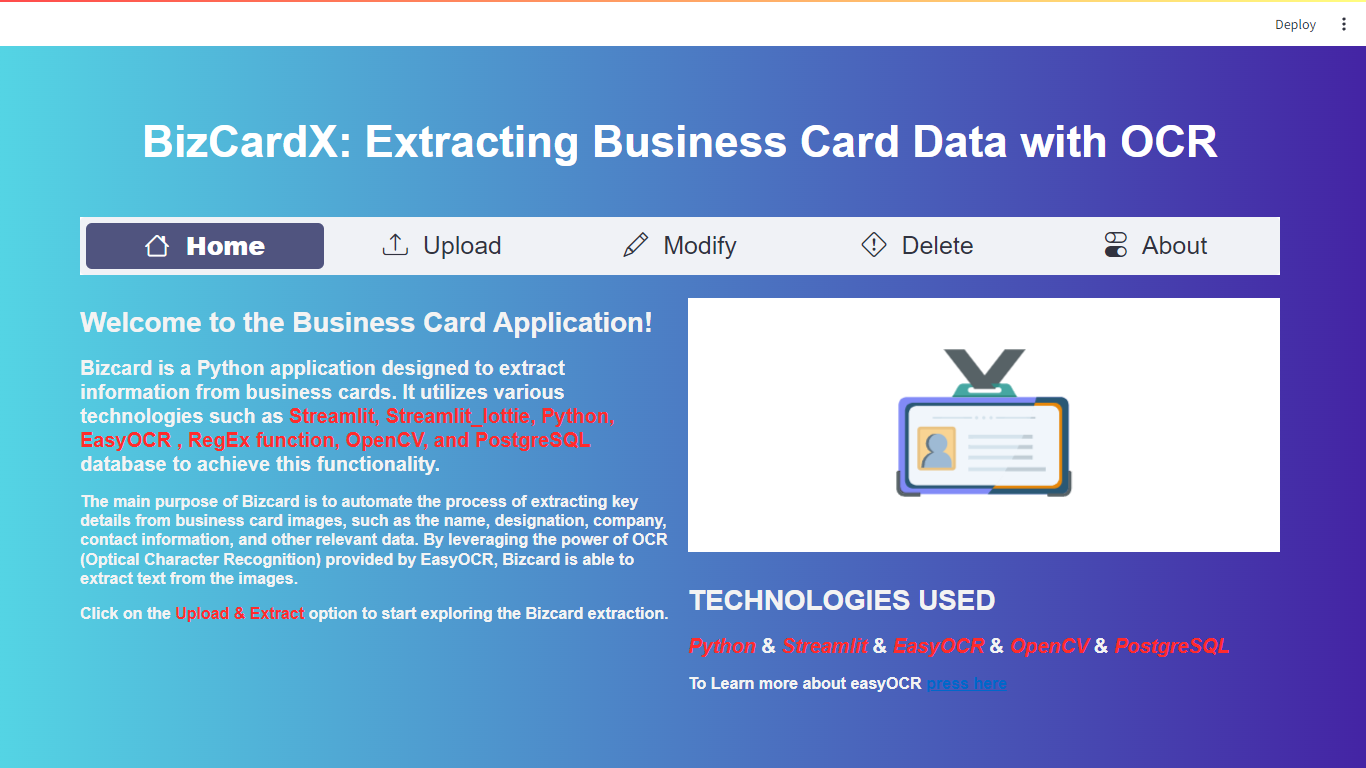 Deploy
BizCardX: Extracting Business Card Data with OCR
Home
Upload
Modify
Delete
About
Welcome to the Business Card Application!
Bizcard is a Python application designed to extract
information from business cards. It utilizes various
technologies such as Streamlit, Streamlit_lottie, Python,
EasyOCR , RegEx function, OpenCV, and PostgreSQL
database to achieve this functionality.
The main purpose of Bizcard is to automate the process of extracting key
details from business card images, such as the name, designation, company,
contact information, and other relevant data. By leveraging the power of OCR
(Optical Character Recognition) provided by EasyOCR, Bizcard is able to
extract text from the images.
Click on the Upload & Extract option to start exploring the Bizcard extraction.
TECHNOLOGIES USED
Python & Streamlit & EasyOCR & OpenCV & PostgreSQL
To Learn more about easyOCR press here